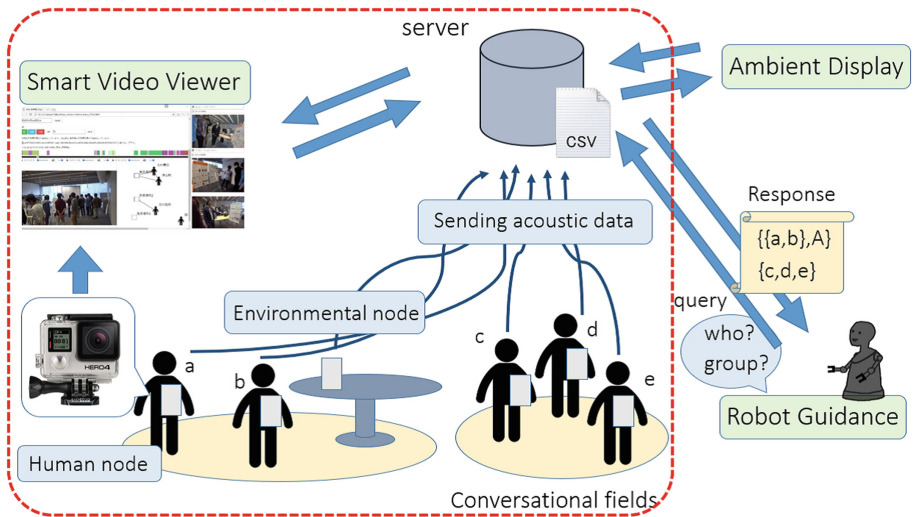 server
Smart Video Viewer
Ambient Display
CSV
Sending acoustic data
Response
{{a,b},A}
{c,d,e}
query
who?
group?
Environmental node
HERO4
a
b
c
d
e
Human node
Robot Guidance
Conversational fields